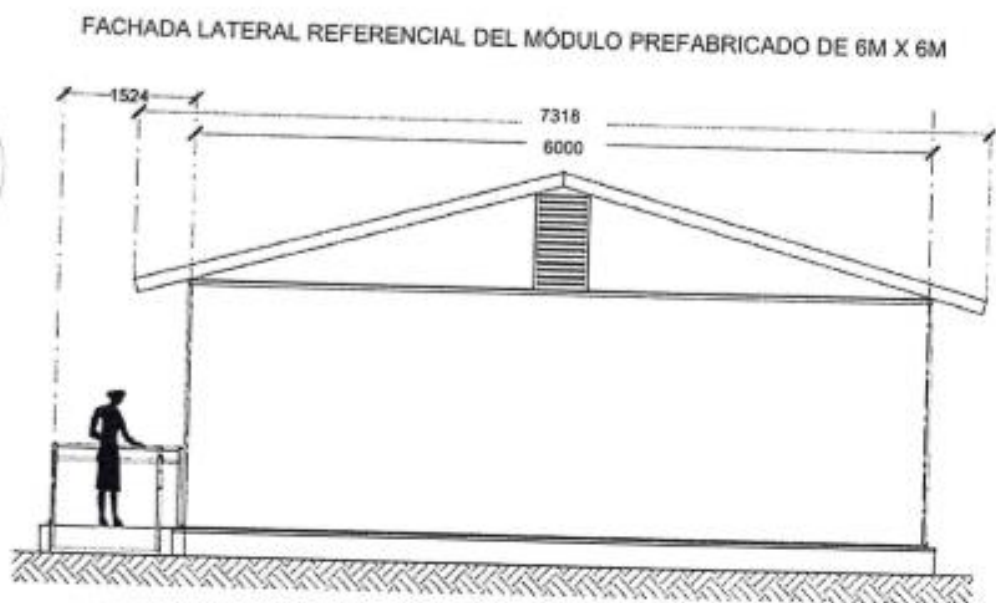 FACHADA LATERAL REFERENCIAL DEL MÓDULO PREFABRICADO DE 6M X 6M
1524
7318
6000